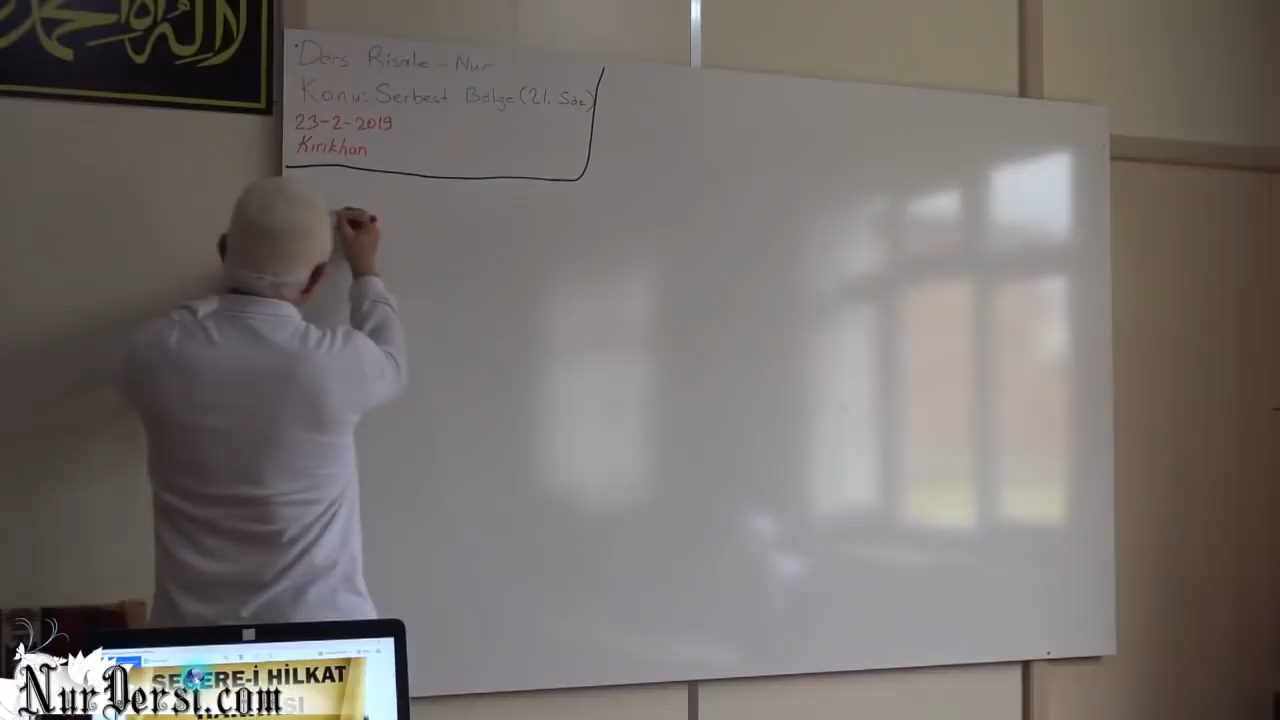 Ders Risale-Nur
Konu: Serbest Bölge (21. Söz)
23-2-2019
Kırıkhan
ŞECERE-İ HİLKAT
NurDersi.com